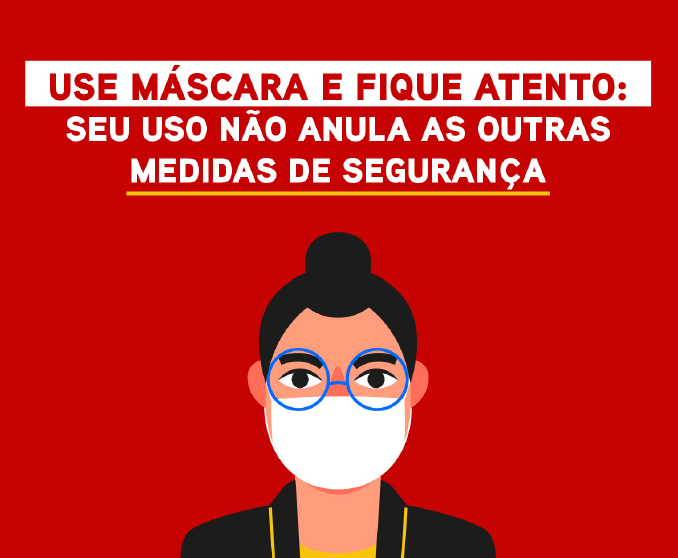 USE MÁSCARA E FIQUE ATENTO:
SEU USO NÃO ANULA AS OUTRAS
MEDIDAS DE SEGURANÇA